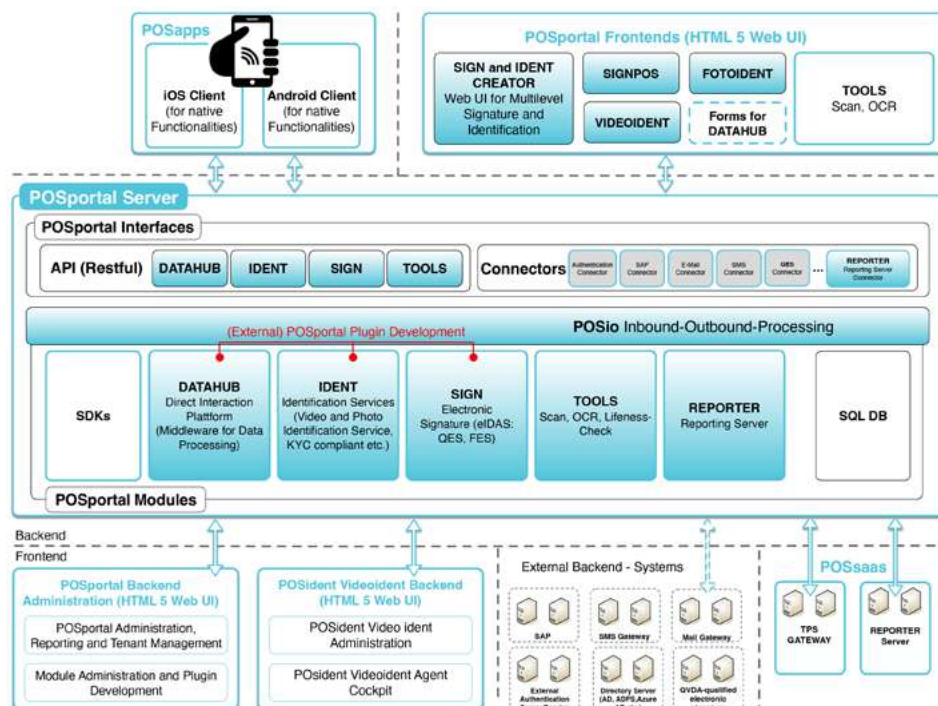 POSapps
iOS Client
(for native
Functionalities)
Android Client
(for native
Functionalities)
POSportal Frontends (HTML 5 Web UI)
SIGN and IDENT
CREATOR
Web UI for Multilevel
Signature and
Identification
SIGNPOS
FOTOIDENT
VIDEOIDENT
Forms for
DATAHUB
TOOLS
Scan, OCR
POSportal Server
POSportal Interfaces
API (Restful)
DATAHUB
IDENT
SIGN
TOOLS
Connectors
Authentication
Connector
SAP
Connector
E-Mail
Connector
SMS
Connector
QES
Connector
...
REPORTER
Reporting Server
Connector
POSio Inbound-Outbound-Processing
(External) POSportal Plugin Development
SDKs
DATAHUB
Direct Interaction
Plattform
(Middleware for Data
Processing)
IDENT
Identification Services
(Video and Photo
Identification Service,
KYC compliant etc.)
SIGN
Electronic
Signature (eIDAS:
QES, FES)
TOOLS
Scan, OCR, Lifeness-
Check
REPORTER
Reporting Server
SQL DB
POSportal Modules
Backend
Frontend
POSportal Backend
Administration (HTML 5 Web UI)
POSportal Administration,
Reporting and Tenant Management
Module Administration and Plugin
Development
POSident Videoident Backend
(HTML 5 Web UI)
POSident Video ident
Administration
POsident Videoident Agent
Cockpit
External Backend - Systems
SAP
SMS Gateway
Mail Gateway
External
Authentication
Directory Server
(AD, ADFS,Azure
QVDA-qualified
electronic
POSsaas
TPS
GATEWAY
REPORTER
Server